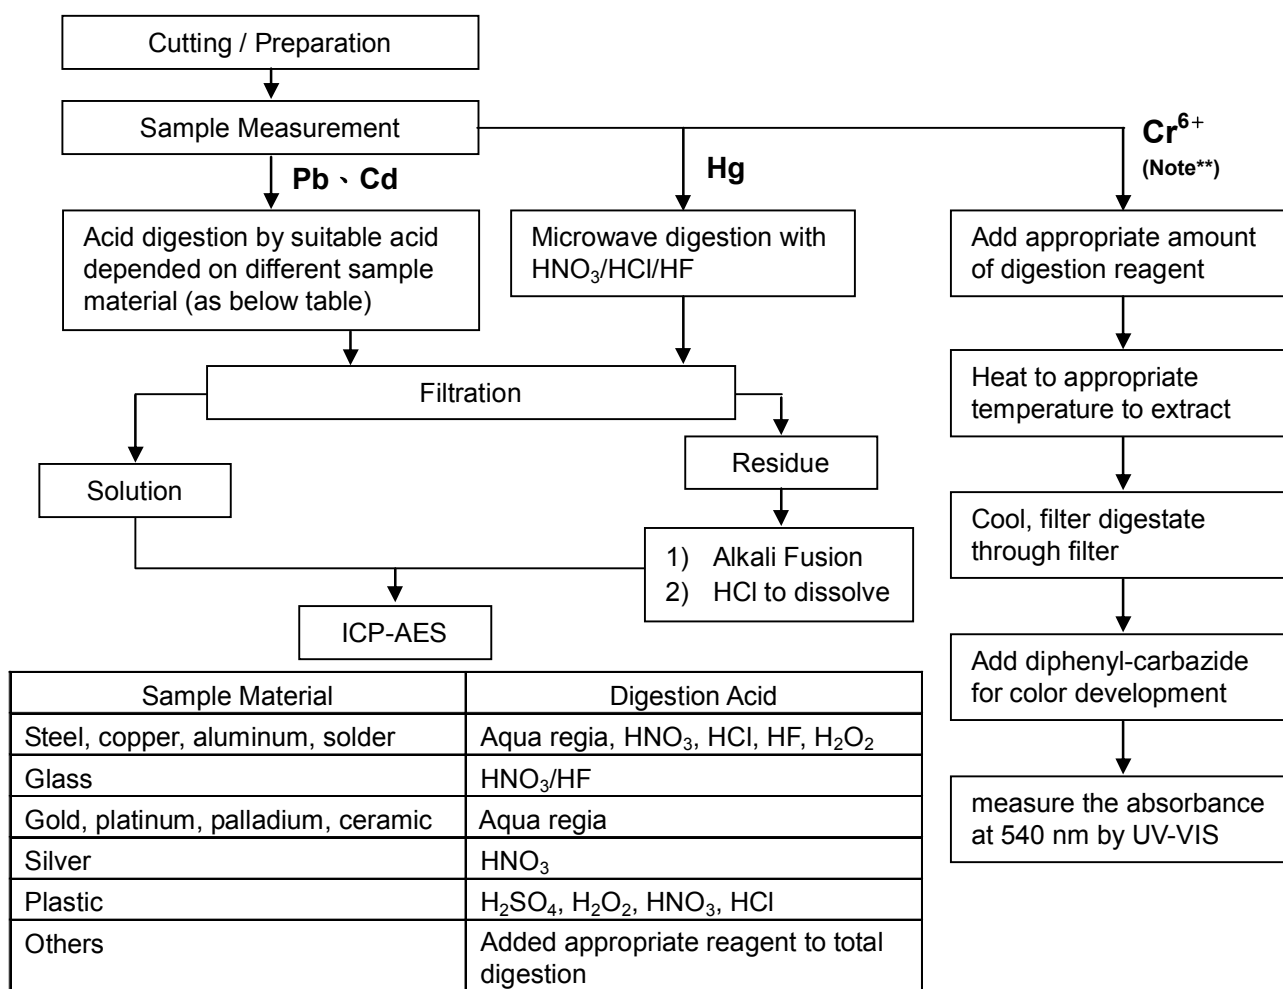 Cutting / Preparation
Sample Measurement
Pb、Cd
Hg
Cr⁶⁺
(Note**)
Acid digestion by suitable acid
depended on different sample
material (as below table)
Microwave digestion with
HNO₃/HCl/HF
Add appropriate amount
of digestion reagent
Filtration
Heat to appropriate
temperature to extract
Solution
Residue
Cool, filter digestate
through filter
1) Alkali Fusion
2) HCl to dissolve
ICP-AES
Add diphenyl-carbazide
for color development
measure the absorbance
at 540 nm by UV-VIS
Sample Material Digestion Acid
Steel, copper, aluminum, solder Aqua regia, HNO₃, HCl, HF, H₂O₂
Glass HNO₃/HF
Gold, platinum, palladium, ceramic Aqua regia
Silver HNO₃
Plastic H₂SO₄, H₂O₂, HNO₃, HCl
Others Added appropriate reagent to total
digestion